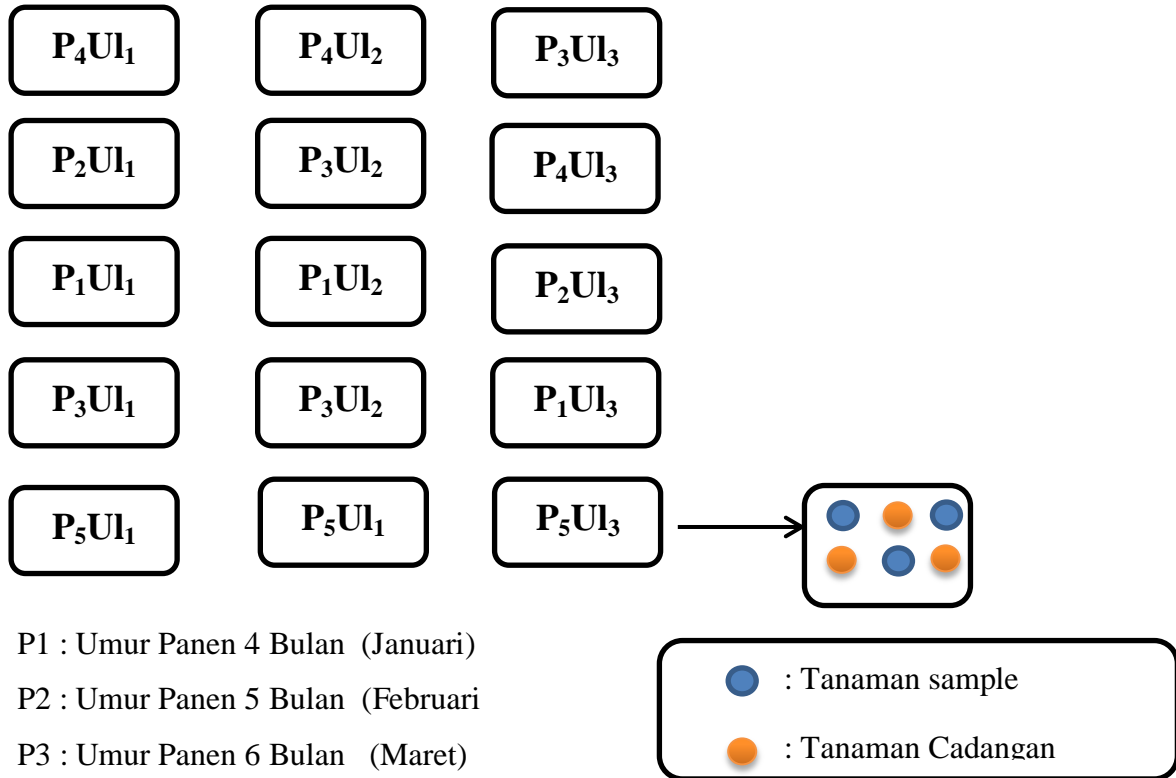 P₄Ul₁ P₄Ul₂ P₃Ul₃
P₂Ul₁ P₃Ul₂ P₄Ul₃
P₁Ul₁ P₁Ul₂ P₂Ul₃
P₃Ul₁ P₃Ul₂ P₁Ul₃
P₅Ul₁ P₅Ul₁ P₅Ul₃
P1 : Umur Panen 4 Bulan (Januari)
P2 : Umur Panen 5 Bulan (Februari
P3 : Umur Panen 6 Bulan (Maret)
: Tanaman sample
: Tanaman Cadangan